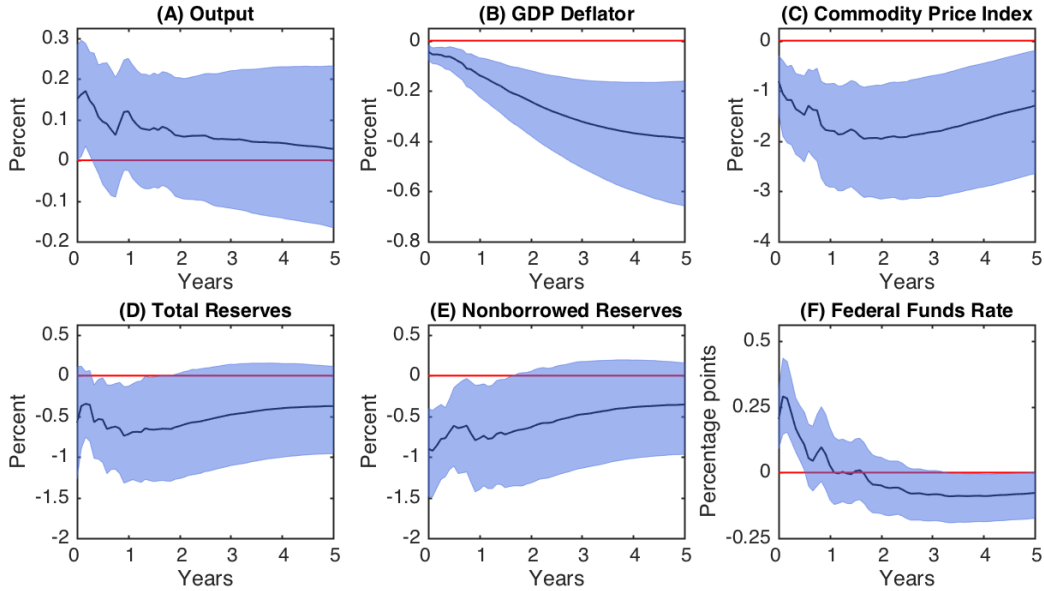 (A) Output
(B) GDP Deflator
(C) Commodity Price Index
Percent
0.3
0.2
0.1
0
-0.1
-0.2
0 1 2 3 4 5
Years
Percent
0
-0.2
-0.4
-0.6
-0.8
0 1 2 3 4 5
Years
Percent
0
-1
-2
-3
-4
0 1 2 3 4 5
Years
(D) Total Reserves
(E) Nonborrowed Reserves
(F) Federal Funds Rate
Percent
0.5
0
-0.5
-1
-1.5
-2
0 1 2 3 4 5
Years
Percent
0.5
0
-0.5
-1
-1.5
-2
0 1 2 3 4 5
Years
Percentage points
0.5
0.25
0
-0.25
0 1 2 3 4 5
Years